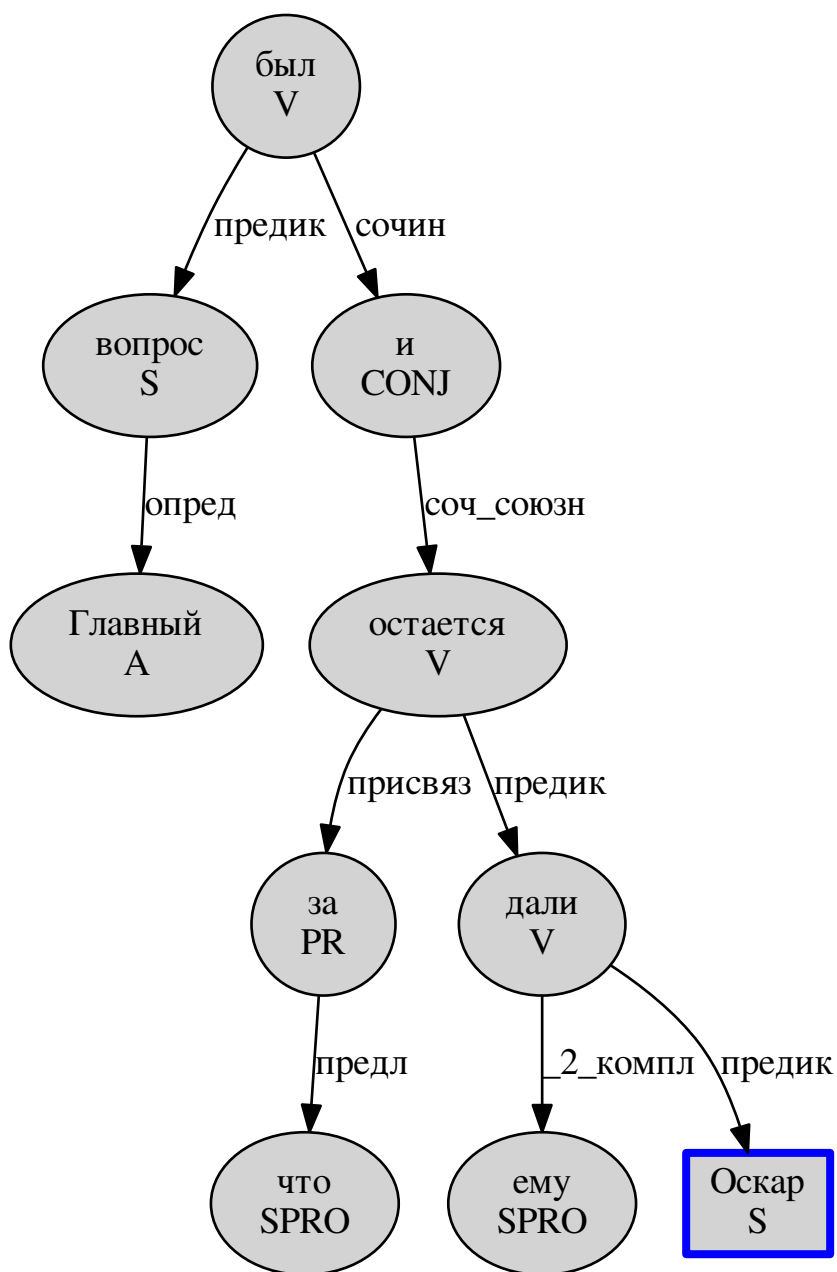 был
V
предик
сочин
вопрос
S
и
CONJ
опред
соч_союзн
Главный
A
остается
V
присвяз
предик
за
PR
дали
V
предл
_2_компл
предик
что
SPRO
ему
SPRO
Оскар
S